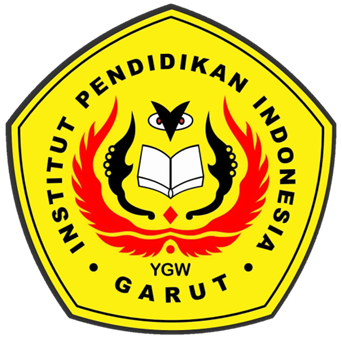 INSTITUT PENDIDIKAN INDONESIA
YGW
• GARUT •